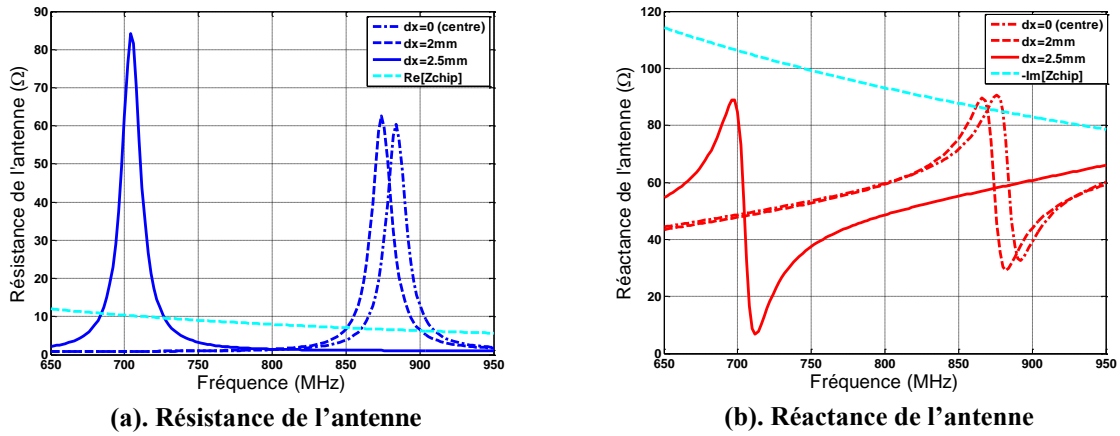 90
80
70
60
50
40
30
20
10
0
650 700 750 800 850 900 950
Résistance de l'antenne (Ω)
Fréquence (MHz)
dx=0 (centre)
dx=2mm
dx=2.5mm
Re[Zchip]
(a). Résistance de l’antenne
120
100
80
60
40
20
0
650 700 750 800 850 900 950
Réactance de l'antenne (Ω)
Fréquence (MHz)
dx=0 (centre)
dx=2mm
dx=2.5mm
-Im[Zchip]
(b). Réactance de l’antenne